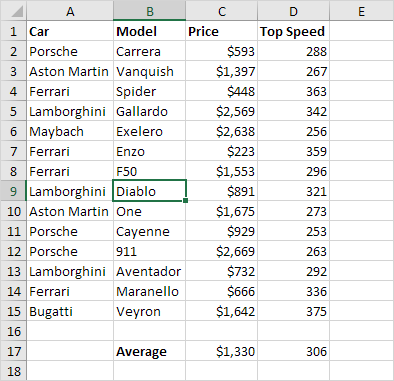 A B C D E
1 Car Model Price Top Speed
2 Porsche Carrera $593 288
3 Aston Martin Vanquish $1,397 267
4 Ferrari Spider $448 363
5 Lamborghini Gallardo $2,569 342
6 Maybach Exelero $2,638 256
7 Ferrari Enzo $223 359
8 Ferrari F50 $1,553 296
9 Lamborghini Diablo $891 321
10 Aston Martin One $1,675 273
11 Porsche Cayenne $929 253
12 Porsche 911 $2,669 263
13 Lamborghini Aventador $732 292
14 Ferrari Maranello $666 336
15 Bugatti Veyron $1,642 375
16
17 Average $1,330 306
18